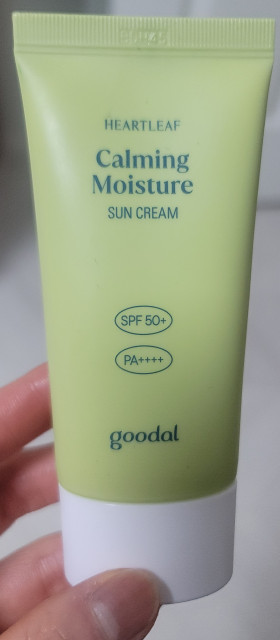 HEARTLEAF
Calming
Moisture
SUN CREAM
SPF 50+
PA++++
goodal